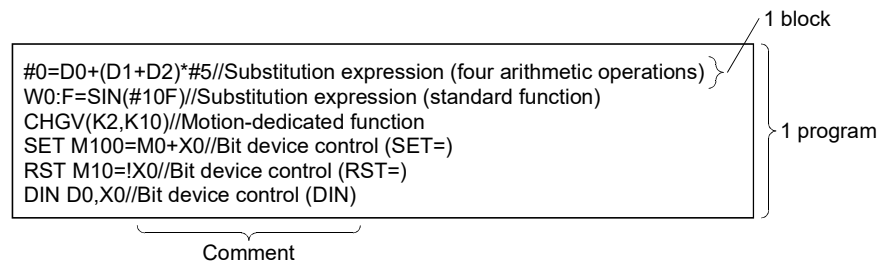 1 block
#0=D0+(D1+D2)*#5//Substitution expression (four arithmetic operations)
W0:F=SIN(#10F)//Substitution expression (standard function)
CHGV(K2,K10)//Motion-dedicated function
SET M100=M0+X0//Bit device control (SET=)
RST M10=!X0//Bit device control (RST=)
DIN D0,X0//Bit device control (DIN)
1 program
Comment